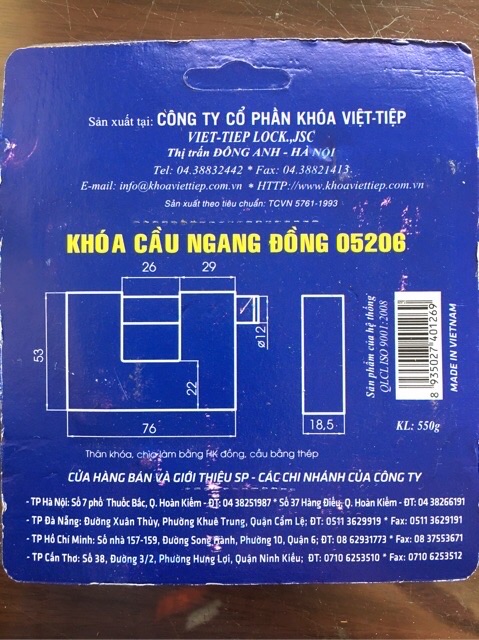 Sản xuất tại: CÔNG TY CỔ PHẦN KHÓA VIỆT-TIỆP
VIET-TIEP LOCK.,JSC
Thị trấn ĐÔNG ANH - HÀ NỘI
Tel: 04.38832442 * Fax: 04.38821413
E-mail: info@khoaviettiep.com.vn * HTTP://www.khoaviettiep.com.vn
Sản xuất theo tiêu chuẩn: TCVN 5761-1993
KHÓA CẦU NGANG ĐỒNG 05206
26 29
53
22
ø12
76
18,5
Sản phẩm của hệ thống
QLCL ISO 9001:2008
8 935027 401269
MADE IN VIETNAM
KL: 550g
Thân khóa, chìa làm bằng HK đồng, cầu bằng thép
CỬA HÀNG BÁN VÀ GIỚI THIỆU SP - CÁC CHI NHÁNH CỦA CÔNG TY
- TP Hà Nội: Số 7 phố Thuốc Bắc, Q. Hoàn Kiếm - ĐT: 04 38251987 * Số 37 Hàng Điếu, Q. Hoàn Kiếm - ĐT: 04 38266191
- TP Đà Nẵng: Đường Xuân Thủy, Phường Khuê Trung, Quận Cẩm Lệ; ĐT: 0511 3629919 * Fax: 0511 3629191
- TP Hồ Chí Minh: Số nhà 157-159, Đường Song Hành, Phường 10, Quận 6; ĐT: 08 62931773 * Fax: 08 37553671
- TP Cần Thơ: Số 38, Đường 3/2, Phường Hưng Lợi, Quận Ninh Kiều; ĐT: 0710 6253510 * Fax: 0710 6253512